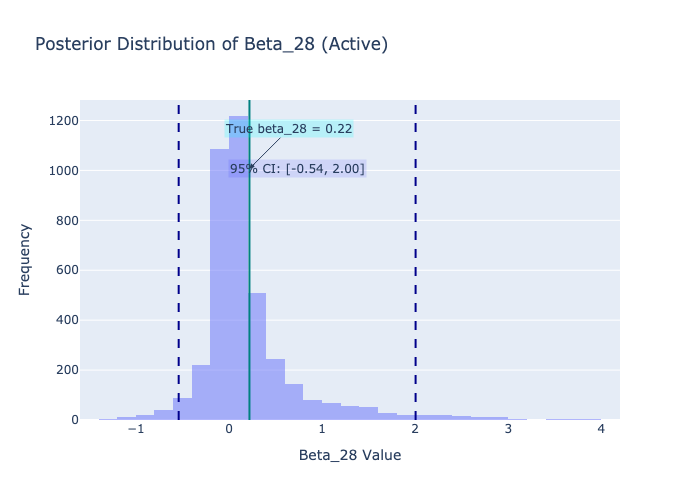 Posterior Distribution of Beta_28 (Active)
1200
1000
800
600
400
200
0
Frequency
True beta_28 = 0.22
95% CI: [-0.54, 2.00]
−1
0
1
2
3
4
Beta_28 Value